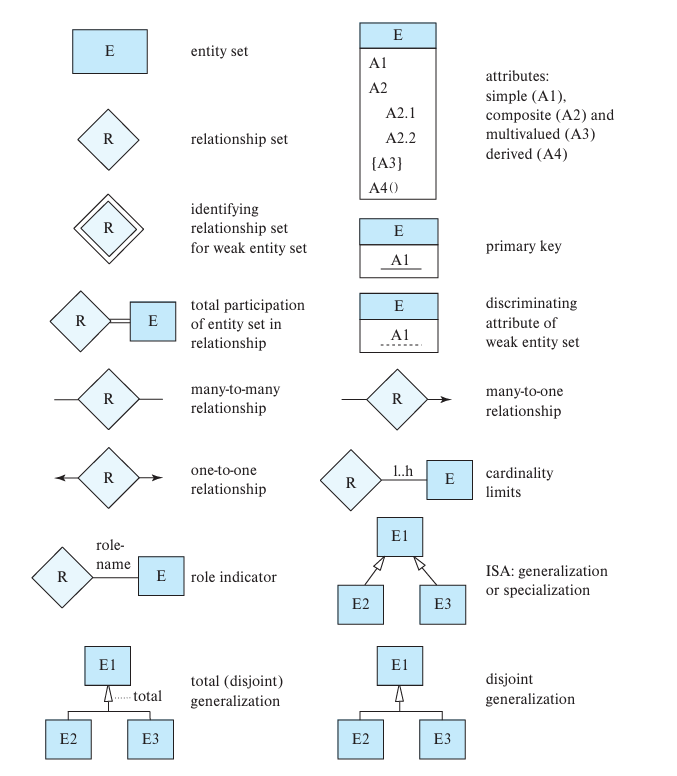 E
entity set
R
relationship set
R
identifying
relationship set
for weak entity set
R
E
total participation
of entity set in
relationship
R
many-to-many
relationship
R
one-to-one
relationship
role-
name
R
E
role indicator
E1
total
E2
E3
total (disjoint)
generalization
E
A1
A2
A2.1
A2.2
{A3}
A4()
attributes:
simple (A1),
composite (A2) and
multivalued (A3)
derived (A4)
E
A1
primary key
E
A1
discriminating
attribute of
weak entity set
R
many-to-one
relationship
R
l..h
E
cardinality
limits
E1
E2
E3
ISA: generalization
or specialization
E1
E2
E3
disjoint
generalization